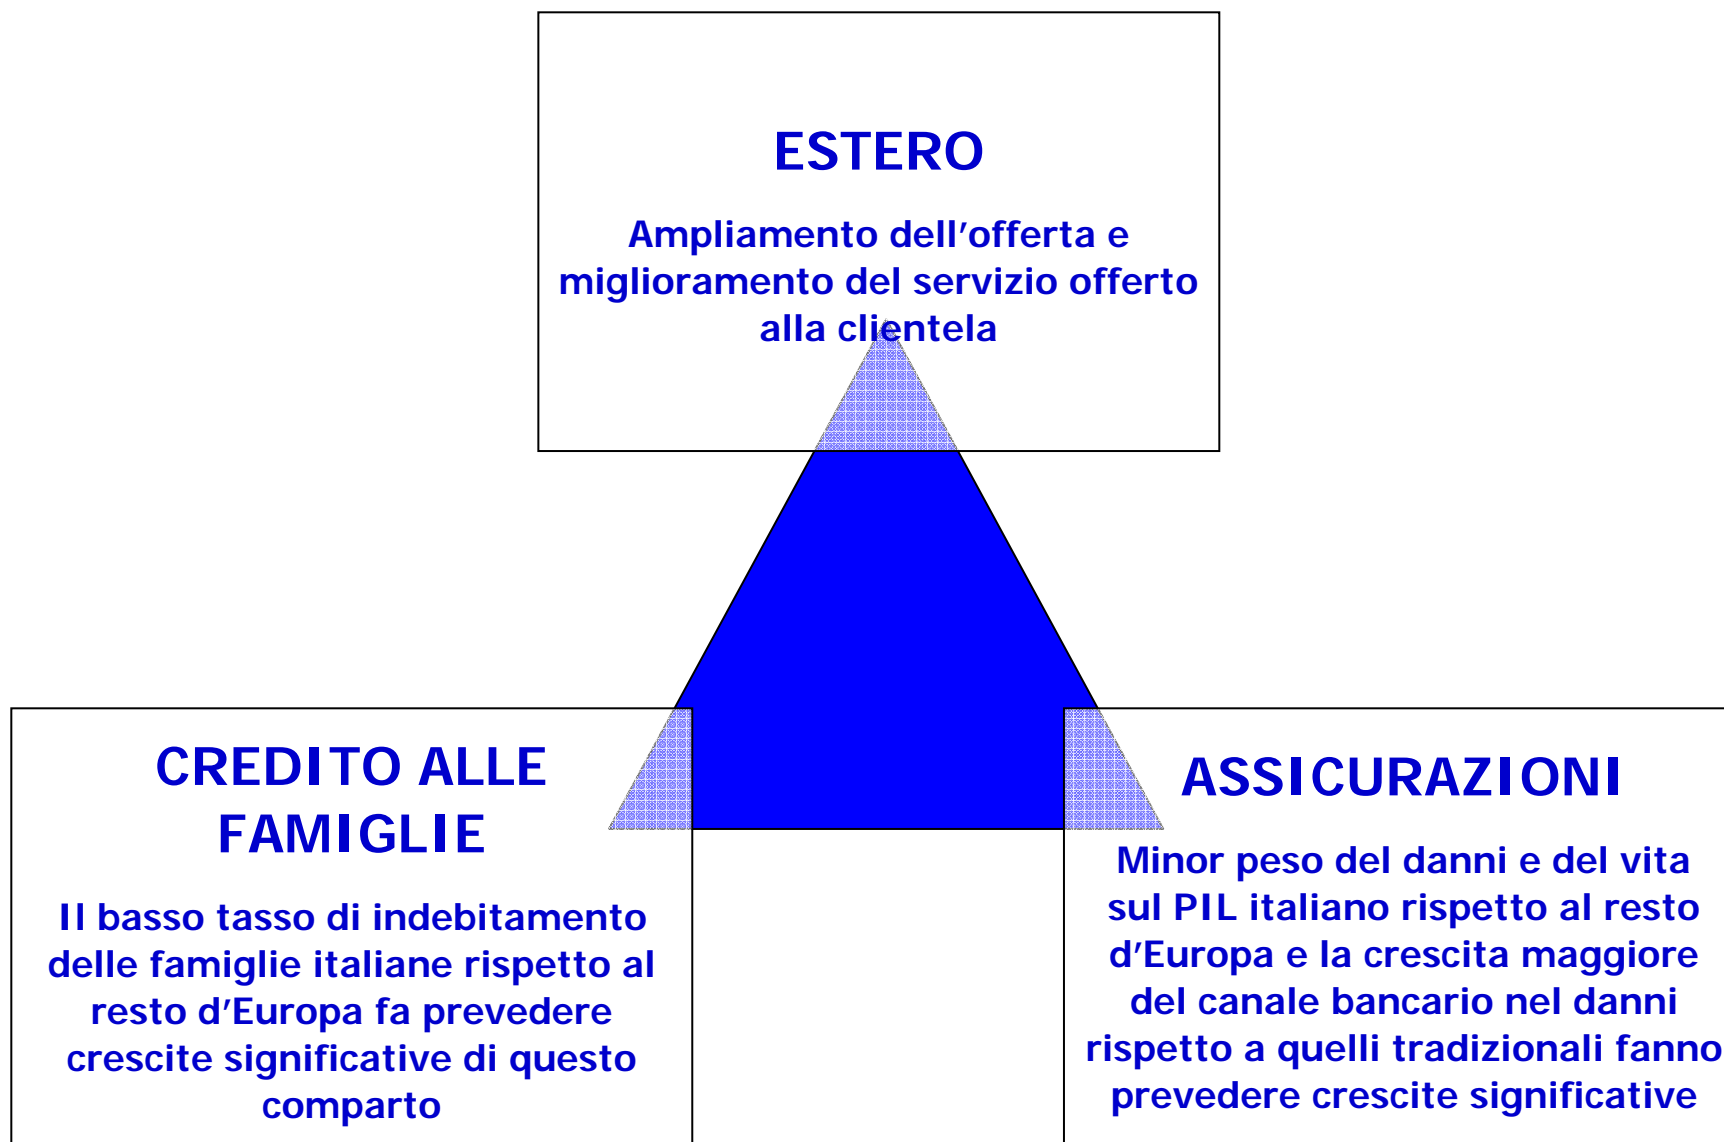 ESTERO
Ampliamento dell’offerta e
miglioramento del servizio offerto
alla clientela
CREDITO ALLE
FAMIGLIE
Il basso tasso di indebitamento
delle famiglie italiane rispetto al
resto d’Europa fa prevedere
crescite significative di questo
comparto
ASSICURAZIONI
Minor peso del danni e del vita
sul PIL italiano rispetto al resto
d’Europa e la crescita maggiore
del canale bancario nel danni
rispetto a quelli tradizionali fanno
prevedere crescite significative